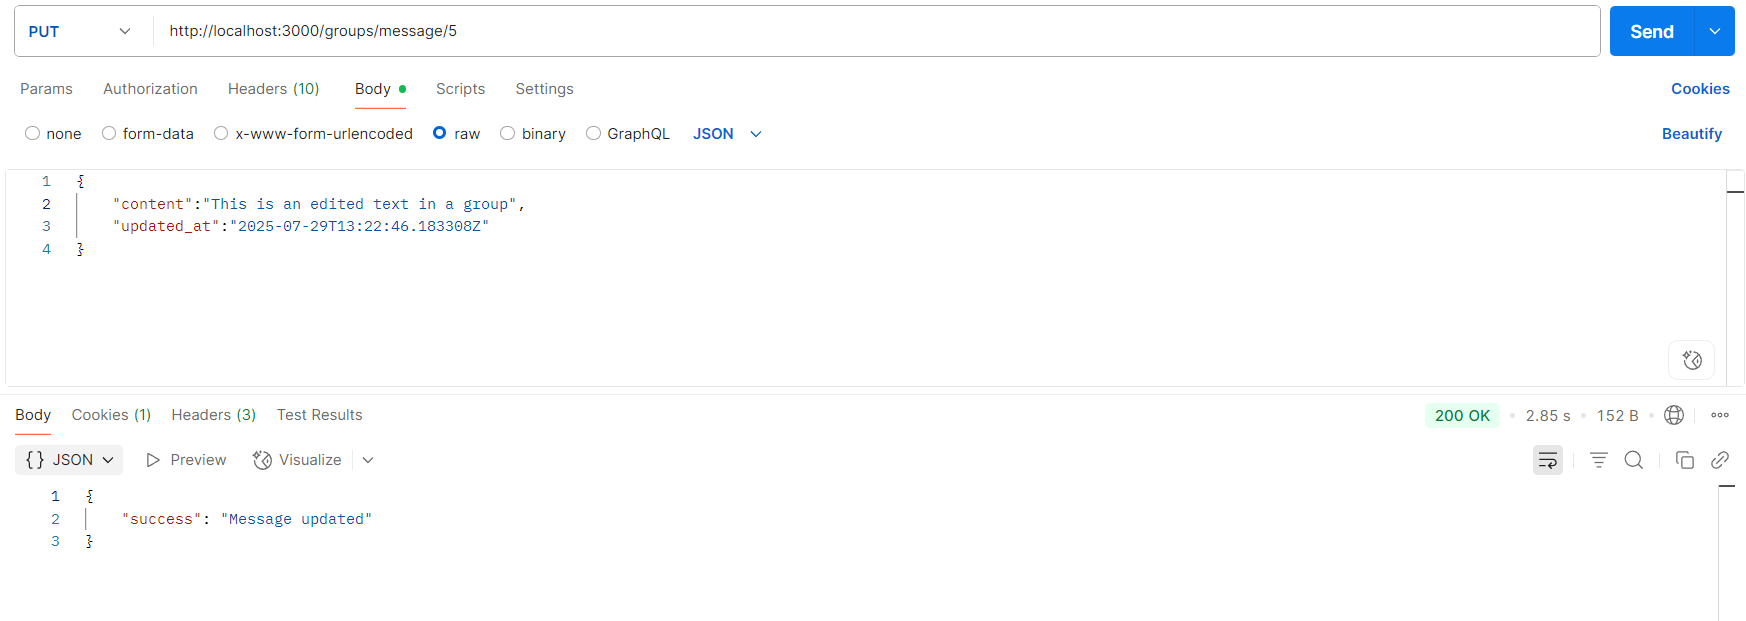 PUT http://localhost:3000/groups/message/5 Send
Params Authorization Headers (10) Body Scripts Settings Cookies
none form-data x-www-form-urlencoded raw binary GraphQL JSON Beautify
1 {
2 "content":"This is an edited text in a group",
3 "updated_at":"2025-07-29T13:22:46.183308Z"
4 }
Body Cookies (1) Headers (3) Test Results 200 OK 2.85 s 152 B
{} JSON Preview Visualize
1 {
2 "success": "Message updated"
3 }